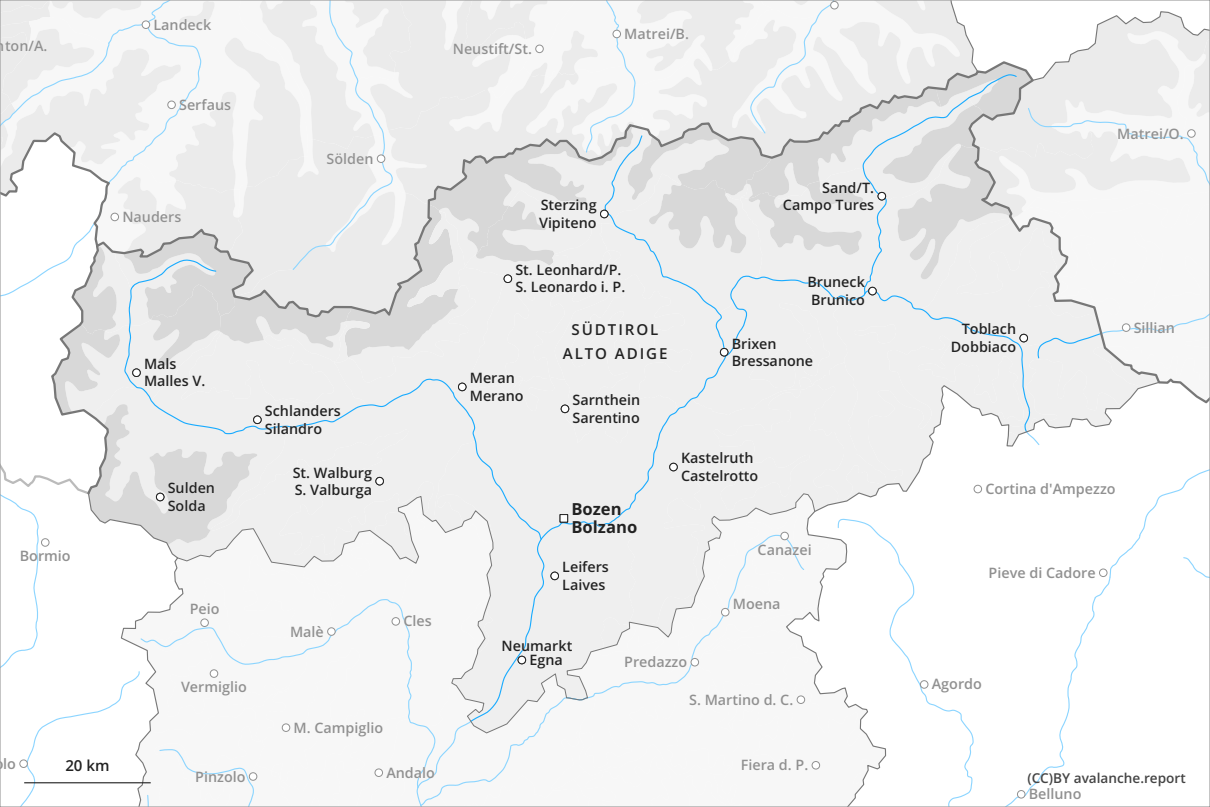 Landeck
nton/A.
Neustift/St.
Matrei/B.
Serfaus
Matrei/O.
Sölden
Sand/T.
Campo Tures
Nauders
Sterzing
Vipiteno
St. Leonhard/P.
S. Leonardo i. P.
Bruneck
Brunico
SÜDTIROL
ALTO ADIGE
Toblach
Dobbiaco
Sillian
Brixen
Bressanone
Mals
Malles V.
Meran
Merano
Schlanders
Silandro
Sarnthein
Sarentino
St. Walburg
S. Valburga
Kastelruth
Castelrotto
Sulden
Solda
Cortina d'Ampezzo
Bozen
Bolzano
Bormio
Canazei
Leifers
Laives
Pieve di Cadore
Peio
Moena
Malè
Cles
Neumarkt
Egna
Predazzo
Vermiglio
Agordo
S. Martino d. C.
M. Campiglio
olo
20 km
Pinzolo
Andalo
Fiera d. P.
(CC)BY avalanche.report
Belluno